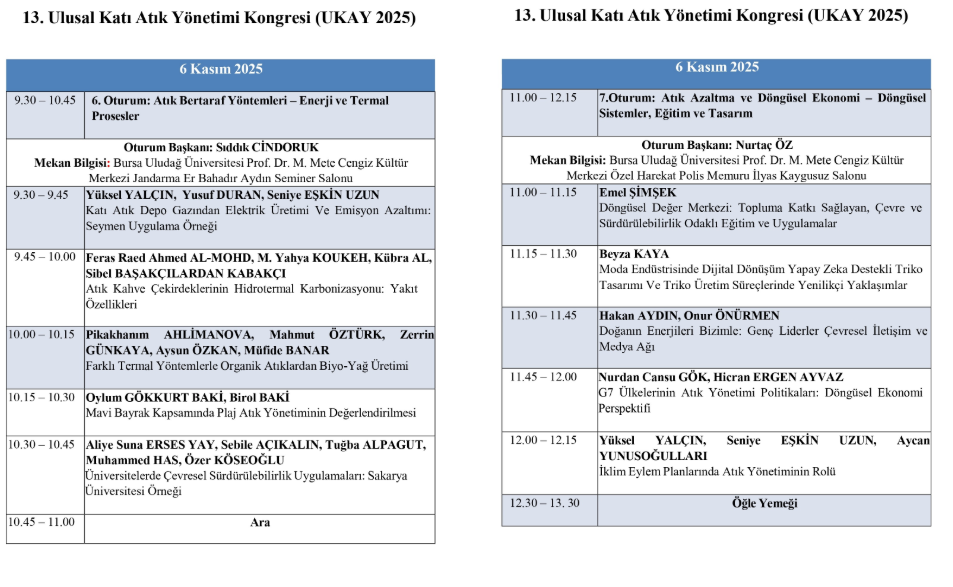 13. Ulusal Katı Atık Yönetimi Kongresi (UKAY 2025)
6 Kasım 2025
9.30 – 10.45 6. Oturum: Atık Bertaraf Yöntemleri – Enerji ve Termal
Prosesler
Oturum Başkanı: Sıddık CİNDORUK
Mekan Bilgisi: Bursa Uludağ Üniversitesi Prof. Dr. M. Mete Cengiz Kültür
Merkezi Jandarma Er Bahadır Aydın Seminer Salonu
9.30 – 9.45 Yüksel YALÇIN, Yusuf DURAN, Seniye EŞKİN UZUN
Katı Atık Depo Gazından Elektrik Üretimi Ve Emisyon Azaltımı:
Seymen Uygulama Örneği
9.45 – 10.00 Feras Raed Ahmed AL-MOHD, M. Yahya KOUKEH, Kübra AL,
Sibel BAŞAKÇILARDAN KABAKÇI
Atık Kahve Çekirdeklerinin Hidrotermal Karbonizasyonu: Yakıt
Özellikleri
10.00 – 10.15 Pikakhanım AHLİMANOVA, Mahmut ÖZTÜRK, Zerrin
GÜNKAYA, Aysun ÖZKAN, Müfide BANAR
Farklı Termal Yöntemlerle Organik Atıklardan Biyo-Yağ Üretimi
10.15 – 10.30 Oylum GÖKKURT BAKİ, Birol BAKİ
Mavi Bayrak Kapsamında Plaj Atık Yönetiminin Değerlendirilmesi
10.30 – 10.45 Aliye Suna ERSES YAY, Sebile AÇIKALIN, Tuğba ALPAGUT,
Muhammed HAS, Özer KÖSEOĞLU
Üniversitelerde Çevresel Sürdürülebilirlik Uygulamaları: Sakarya
Üniversitesi Örneği
10.45 – 11.00 Ara
13. Ulusal Katı Atık Yönetimi Kongresi (UKAY 2025)
6 Kasım 2025
11.00 – 12.15 7.Oturum: Atık Azaltma ve Döngüsel Ekonomi – Döngüsel
Sistemler, Eğitim ve Tasarım
Oturum Başkanı: Nurtaç ÖZ
Mekan Bilgisi: Bursa Uludağ Üniversitesi Prof. Dr. M. Mete Cengiz Kültür
Merkezi Özel Harekat Polis Memuru İlyas Kaygusuz Salonu
11.00 – 11.15 Emel ŞİMŞEK
Döngüsel Değer Merkezi: Topluma Katkı Sağlayan, Çevre ve
Sürdürülebilirlik Odaklı Eğitim ve Uygulamalar
11.15 – 11.30 Beyza KAYA
Moda Endüstrisinde Dijital Dönüşüm Yapay Zeka Destekli Triko
Tasarımı Ve Triko Üretim Süreçlerinde Yenilikçi Yaklaşımlar
11.30 – 11.45 Hakan AYDIN, Onur ÖNÜRMEN
Doğanın Enerjileri Bizimle: Genç Liderler Çevresel İletişim ve
Medya Ağı
11.45 – 12.00 Nurdan Cansu GÖK, Hicran ERGEN AYVAZ
G7 Ülkelerinin Atık Yönetimi Politikaları: Döngüsel Ekonomi
Perspektifi
12.00 – 12.15 Yüksel YALÇIN, Seniye EŞKİN UZUN, Aycan
YUNUSOĞULLARI
İklim Eylem Planlarında Atık Yönetiminin Rolü
12.30 – 13. 30 Öğle Yemeği